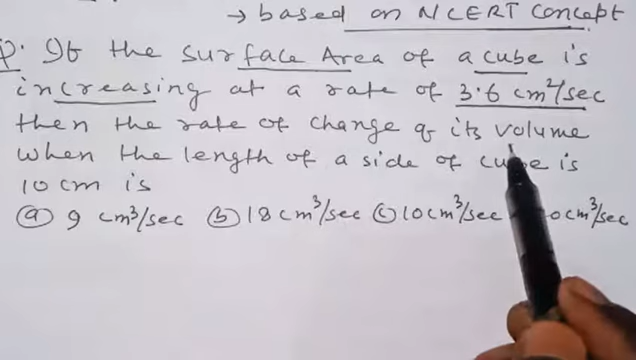 → based on NCERT Concept
Q. If the surface Area of a cube is
increasing at a rate of 3.6 cm²/sec
then the rate of change of its volume
when the length of a side of cube is
10 cm is
(a) 9 cm³/sec (b) 18 cm³/sec (c) 10 cm³/sec 0 cm³/sec